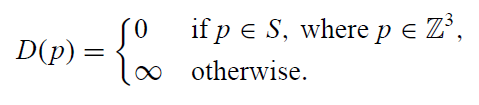 D(p) = { 0 if p ∈ S, where p ∈ ℤ³,
∞ otherwise.